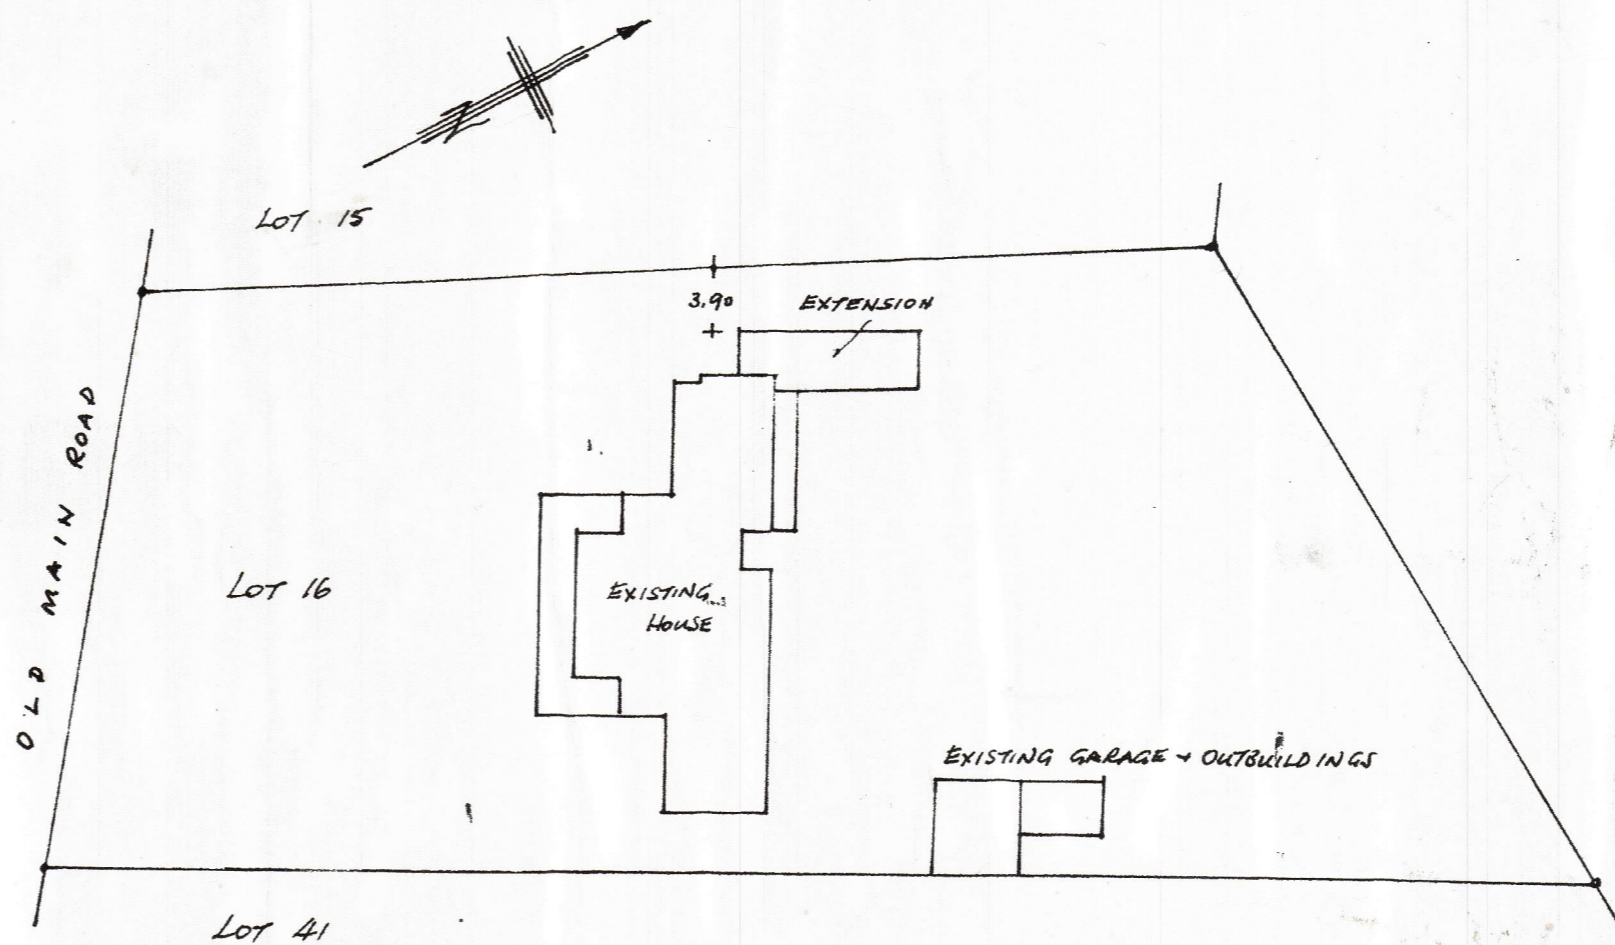 N
LOT 15
3.90
EXTENSION
OLD MAIN ROAD
LOT 16
EXISTING
HOUSE
EXISTING GARAGE + OUTBUILDINGS
LOT 41